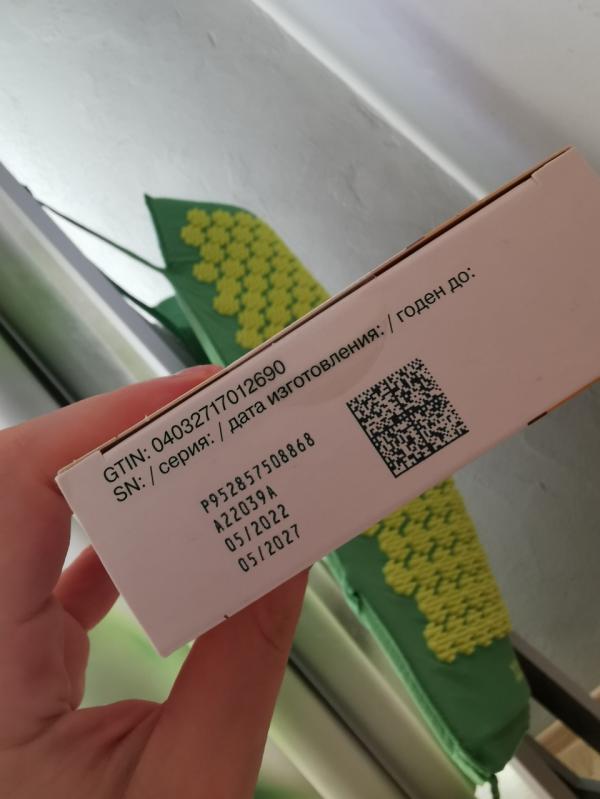 GTIN: 04032717012690
SN: / серия: / дата изготовления: / годен до:
P952857508868
A22039A
05/2022
05/2027